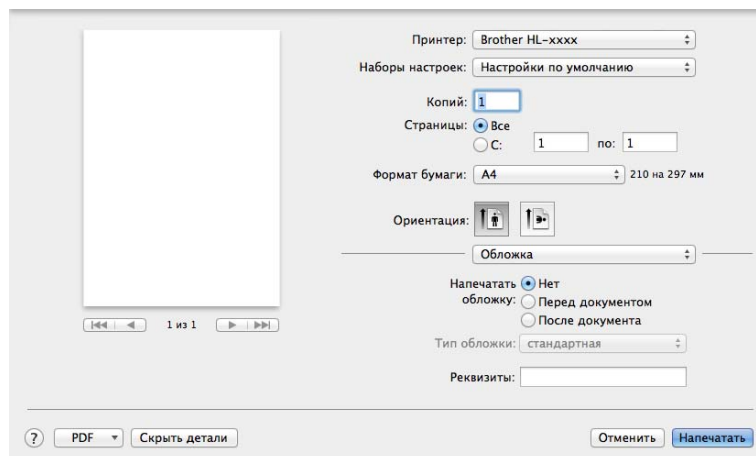 Принтер: Brother HL-xxxx
Наборы настроек: Настройки по умолчанию
Копий: 1
Страницы: Все
С: 1 по: 1
Формат бумаги: A4 210 на 297 мм
Ориентация:
Обложка
Напечатать обложку: Нет
Перед документом
После документа
Тип обложки: стандартная
Реквизиты:
1 из 1
? PDF Скрыть детали Отменить Напечатать